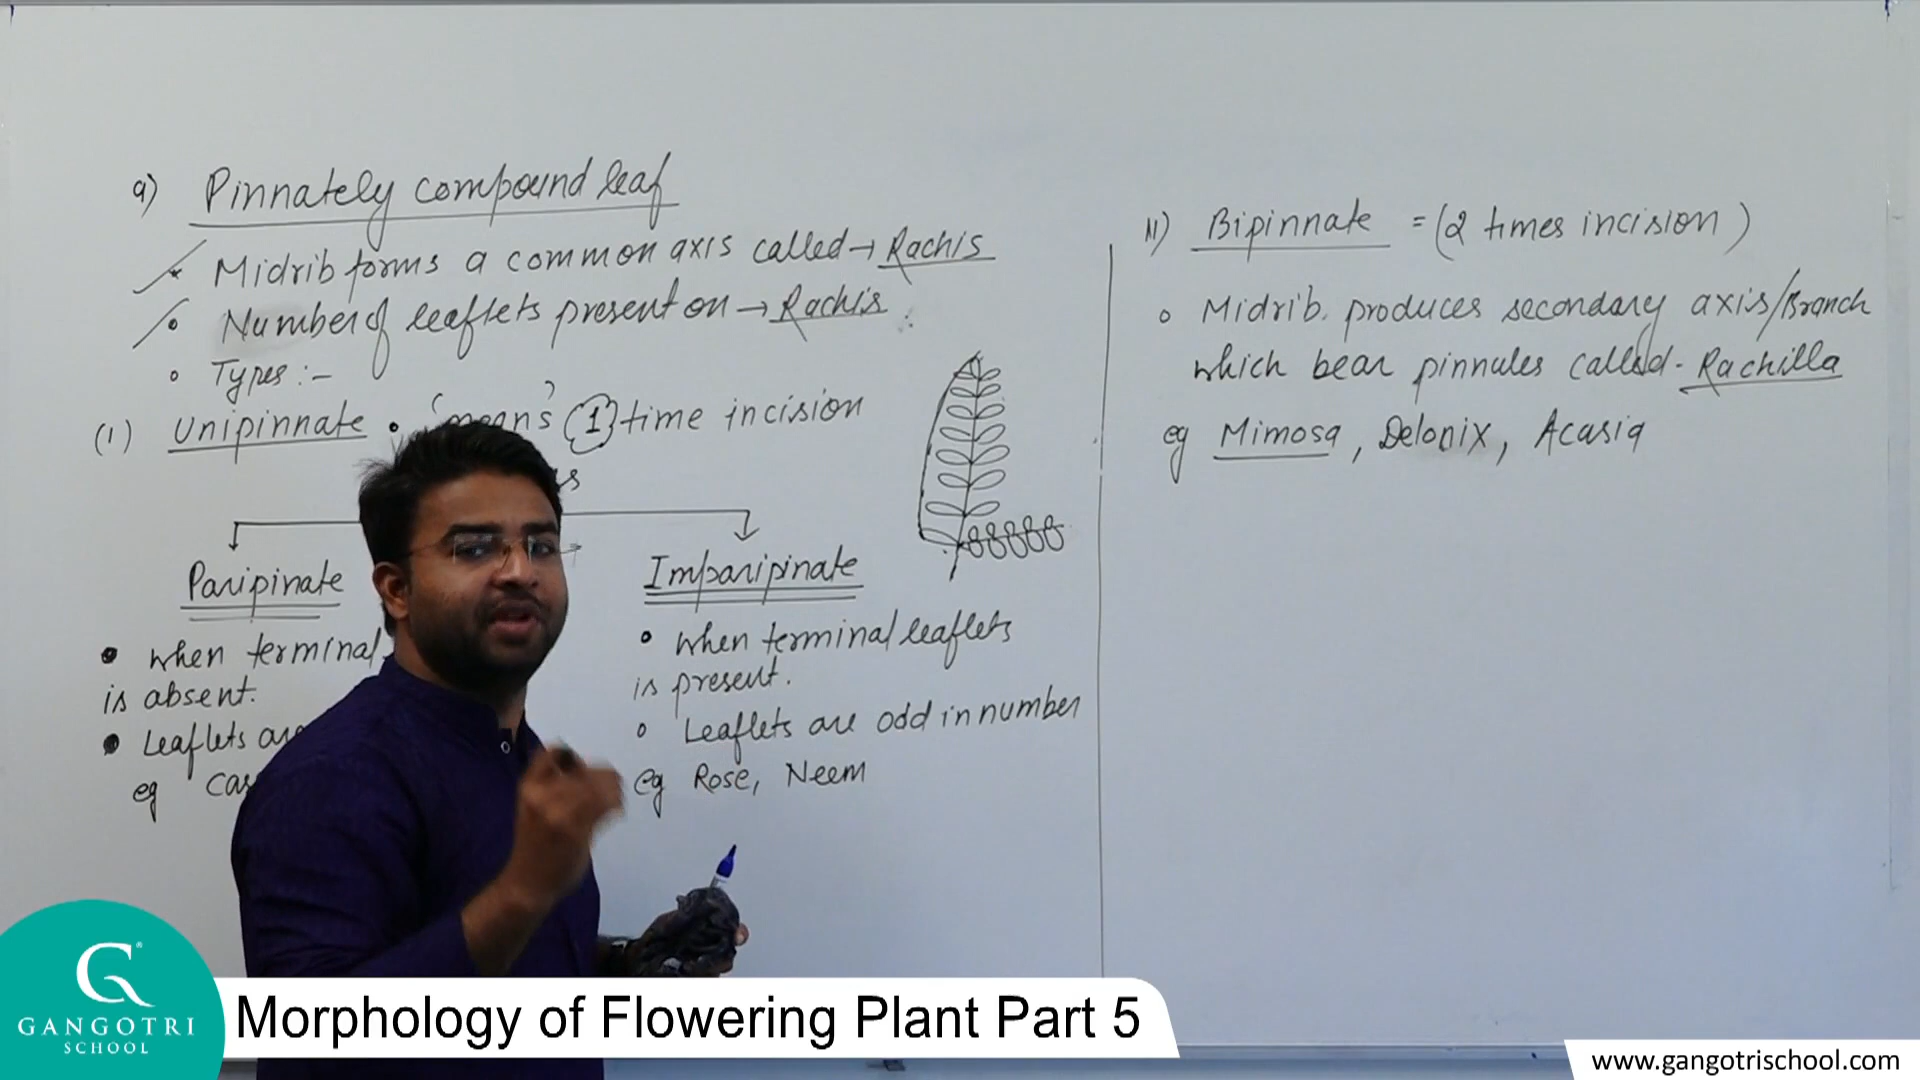 a) Pinnately compound leaf
* Midrib forms a common axis called → Rachis
• Number of leaflets present on → Rachis
• Types :-
(1) Unipinnate • 'means' 1 time incision
Paripinate
• when terminal
is absent.
• Leaflets are
eg
Imparipinate
• when terminal leaflets
is present.
• Leaflets are odd in number
eg Rose, Neem
II) Bipinnate = (2 times incision)
• Midrib produces secondary axis/Branch
which bear pinnules called - Rachilla
eg Mimosa, Delonix, Acasia
GANGOTRI
SCHOOL
Morphology of Flowering Plant Part 5
www.gangotrischool.com